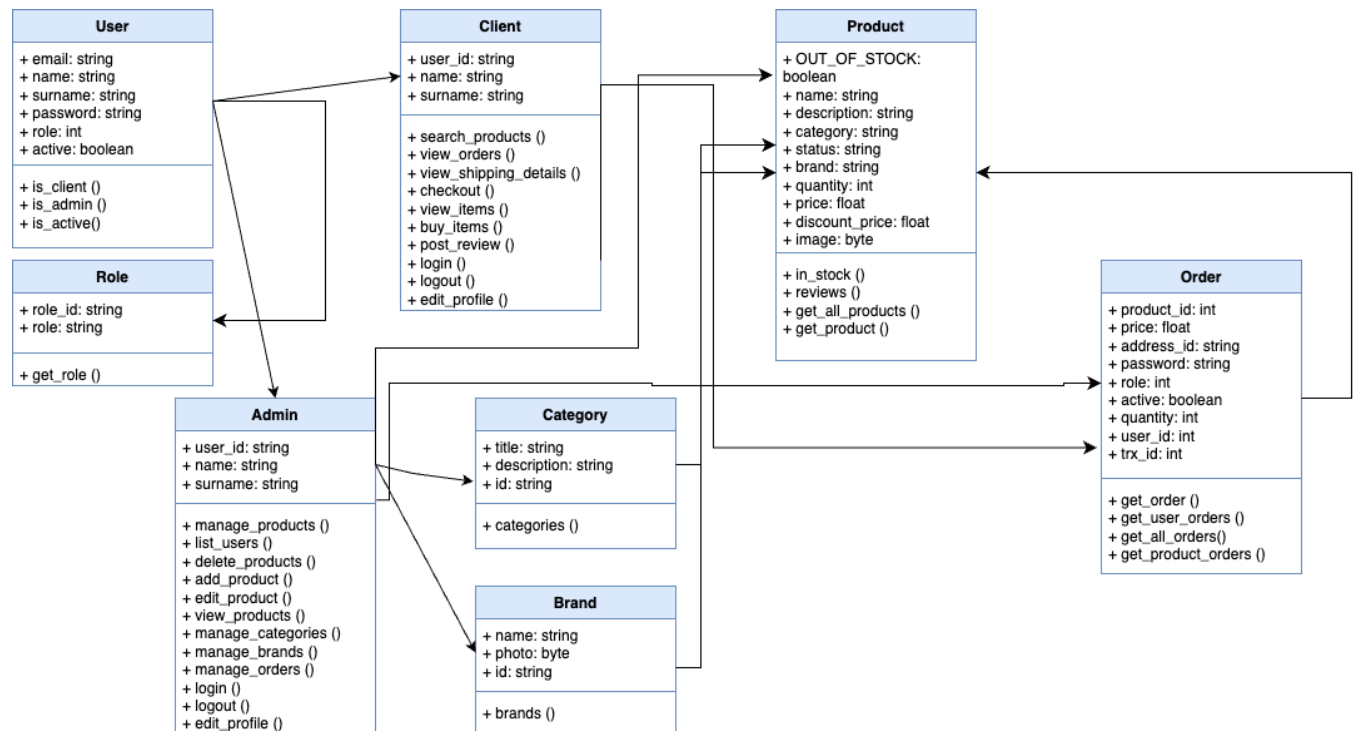 User
+ email: string
+ name: string
+ surname: string
+ password: string
+ role: int
+ active: boolean
+ is_client ()
+ is_admin ()
+ is_active()
Role
+ role_id: string
+ role: string
+ get_role ()
Client
+ user_id: string
+ name: string
+ surname: string
+ search_products ()
+ view_orders ()
+ view_shipping_details ()
+ checkout ()
+ view_items ()
+ buy_items ()
+ post_review ()
+ login ()
+ logout ()
+ edit_profile ()
Product
+ OUT_OF_STOCK:
boolean
+ name: string
+ description: string
+ category: string
+ status: string
+ brand: string
+ quantity: int
+ price: float
+ discount_price: float
+ image: byte
+ in_stock ()
+ reviews ()
+ get_all_products ()
+ get_product ()
Order
+ product_id: int
+ price: float
+ address_id: string
+ password: string
+ role: int
+ active: boolean
+ quantity: int
+ user_id: int
+ trx_id: int
+ get_order ()
+ get_user_orders ()
+ get_all_orders()
+ get_product_orders ()
Admin
+ user_id: string
+ name: string
+ surname: string
+ manage_products ()
+ list_users ()
+ delete_products ()
+ add_product ()
+ edit_product ()
+ view_products ()
+ manage_categories ()
+ manage_brands ()
+ manage_orders ()
+ login ()
+ logout ()
+ edit_profile ()
Category
+ title: string
+ description: string
+ id: string
+ categories ()
Brand
+ name: string
+ photo: byte
+ id: string
+ brands ()